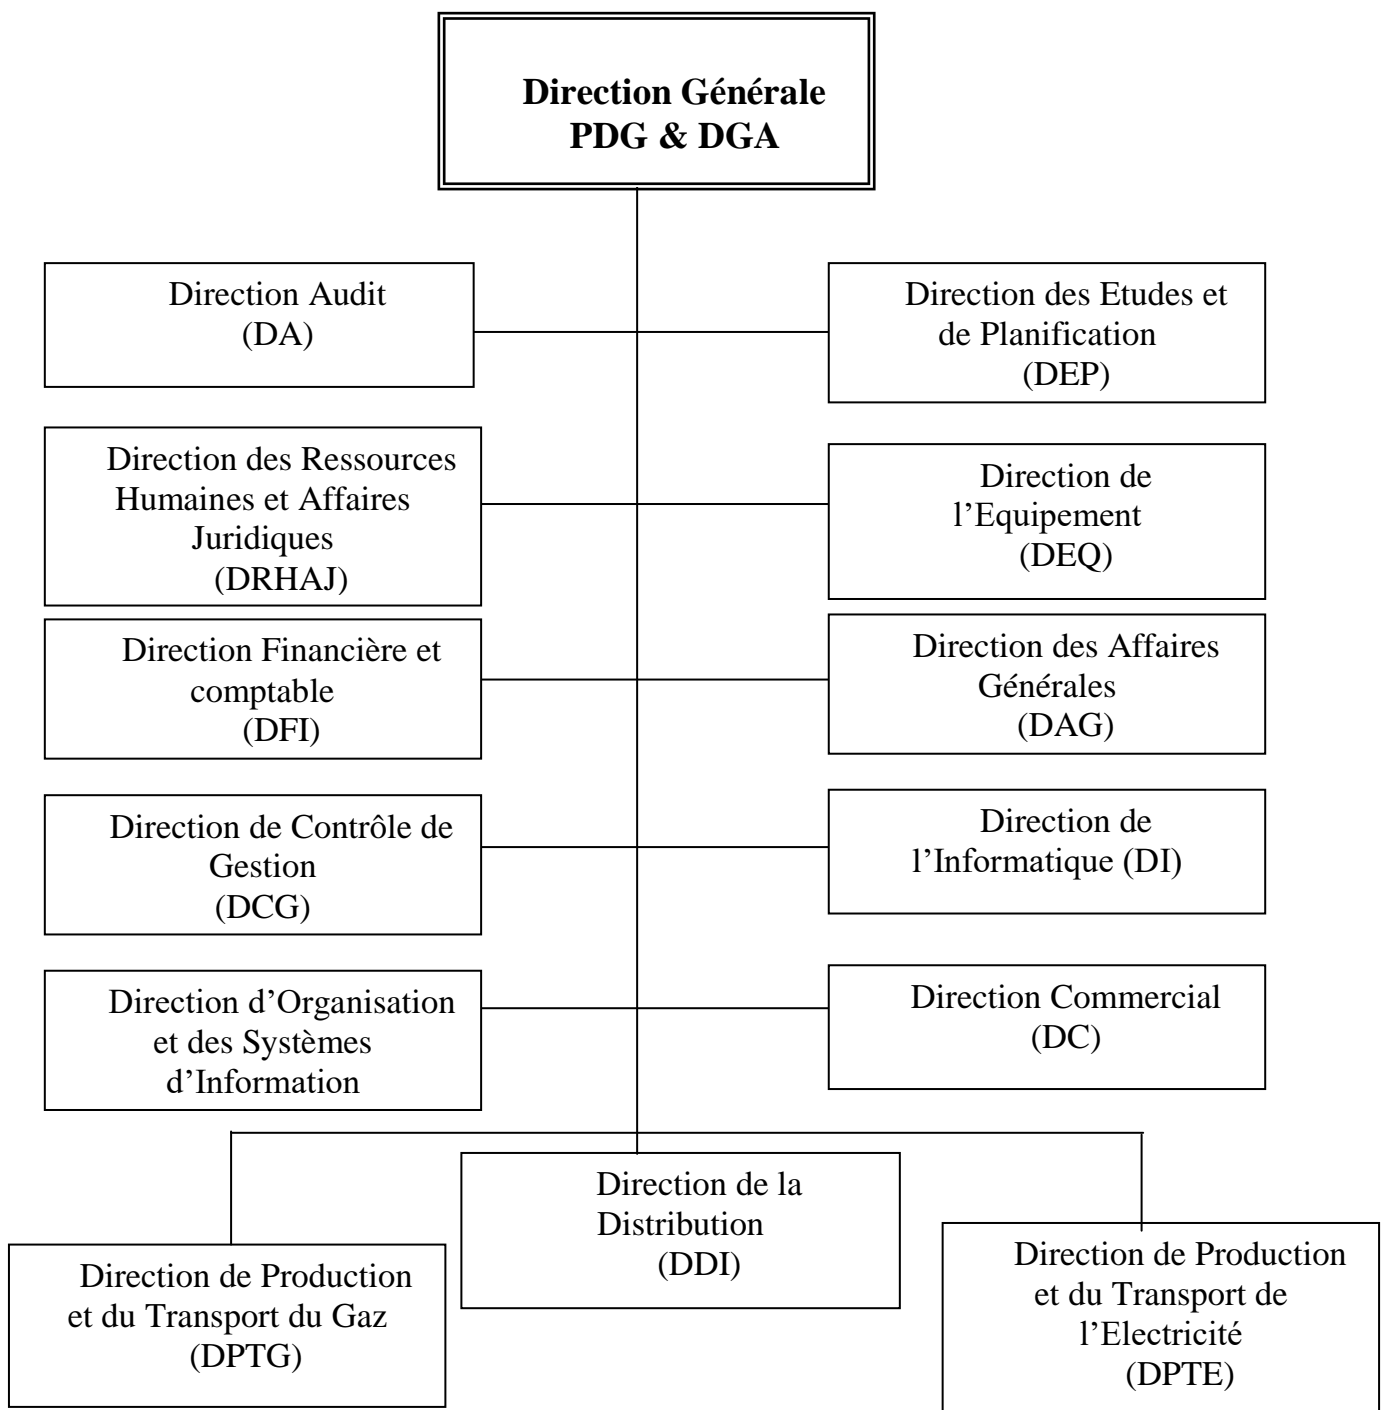 Direction Générale
PDG & DGA
Direction Audit
(DA)
Direction des Etudes et
de Planification
(DEP)
Direction des Ressources
Humaines et Affaires
Juridiques
(DRHAJ)
Direction de
l’Equipement
(DEQ)
Direction Financière et
comptable
(DFI)
Direction des Affaires
Générales
(DAG)
Direction de Contrôle de
Gestion
(DCG)
Direction de
l’Informatique (DI)
Direction d’Organisation
et des Systèmes
d’Information
Direction Commercial
(DC)
Direction de Production
et du Transport du Gaz
(DPTG)
Direction de la
Distribution
(DDI)
Direction de Production
et du Transport de
l’Electricité
(DPTE)